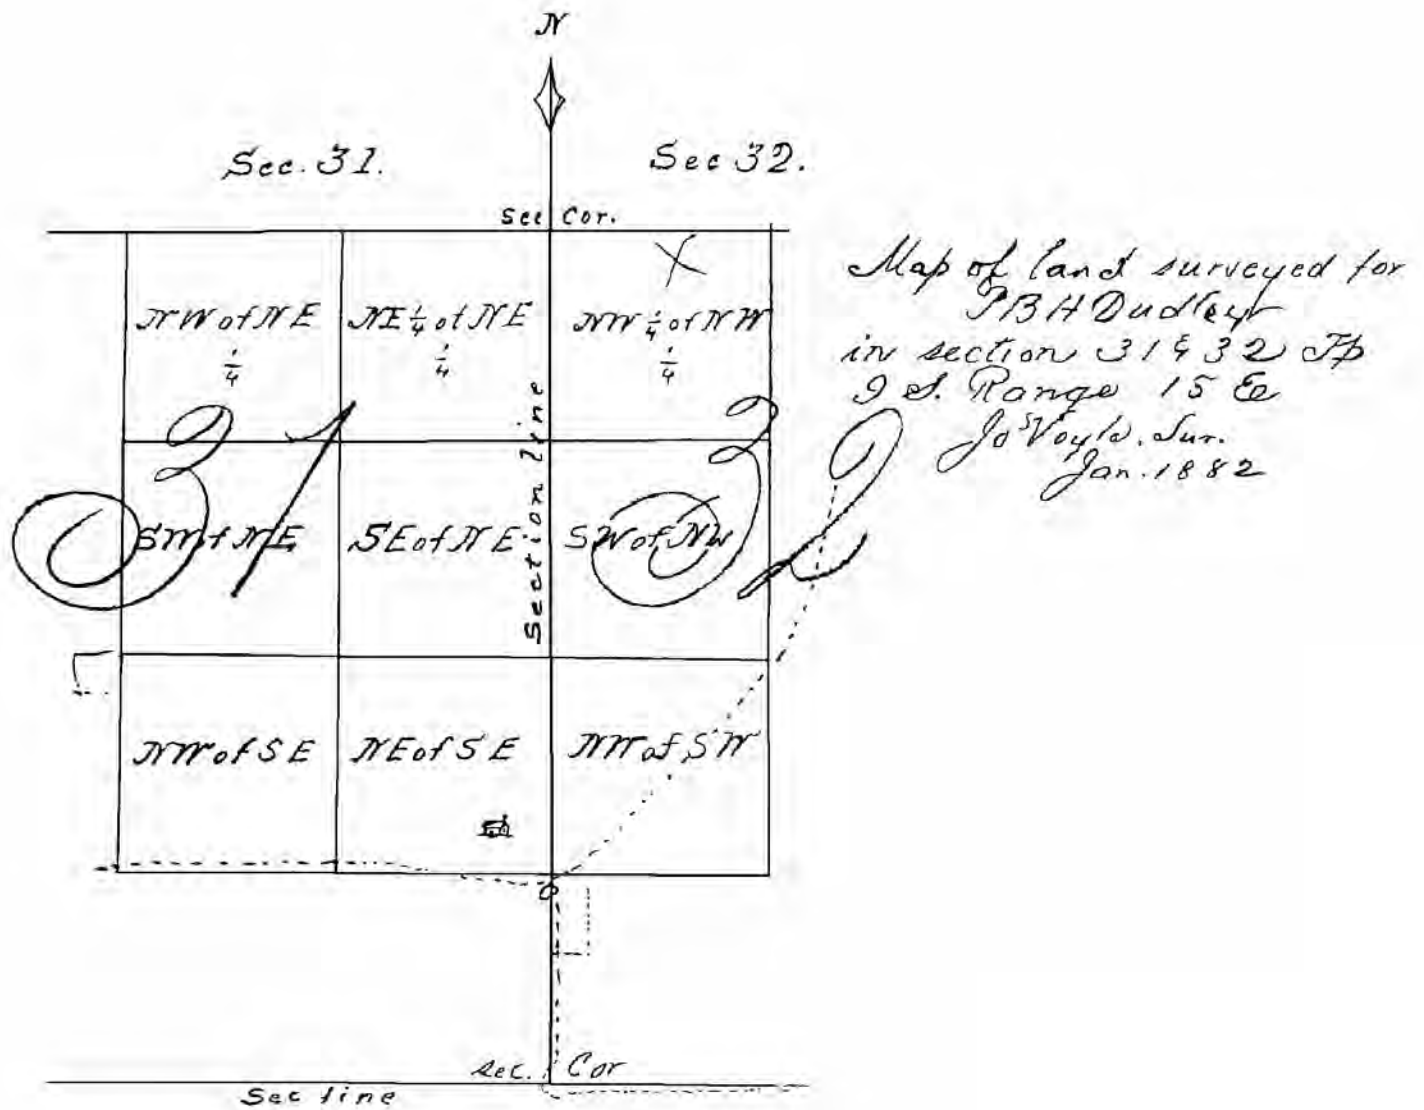 N
Sec. 31.
Sec 32.
Sec Cor.
NW of NE
1/4
NE 1/4 of NE
1/4
NW 1/4 of NW
1/4
Map of land surveyed for
in section 31 & 32 Tp
S. Range 15 E
Sur.
Jan. 1882
31
32
SW of NE
SE of NE
Section line
SW of NW
NW of SE
NE of SE
NW of SW
Sec. Cor
Sec line